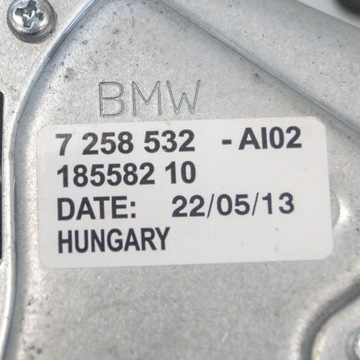 BMW
7 258 532 - AI02
185582 10
DATE: 22/05/13
HUNGARY